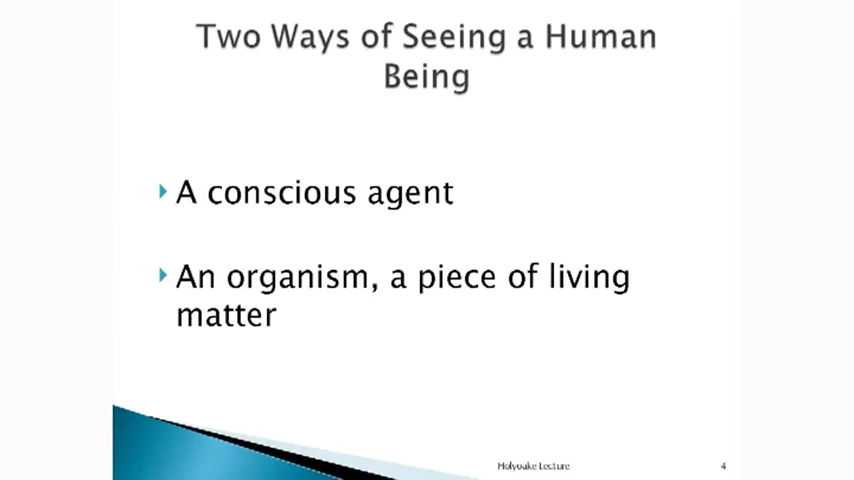 Two Ways of Seeing a Human
Being
A conscious agent
An organism, a piece of living
matter
Holyoake Lecture
4